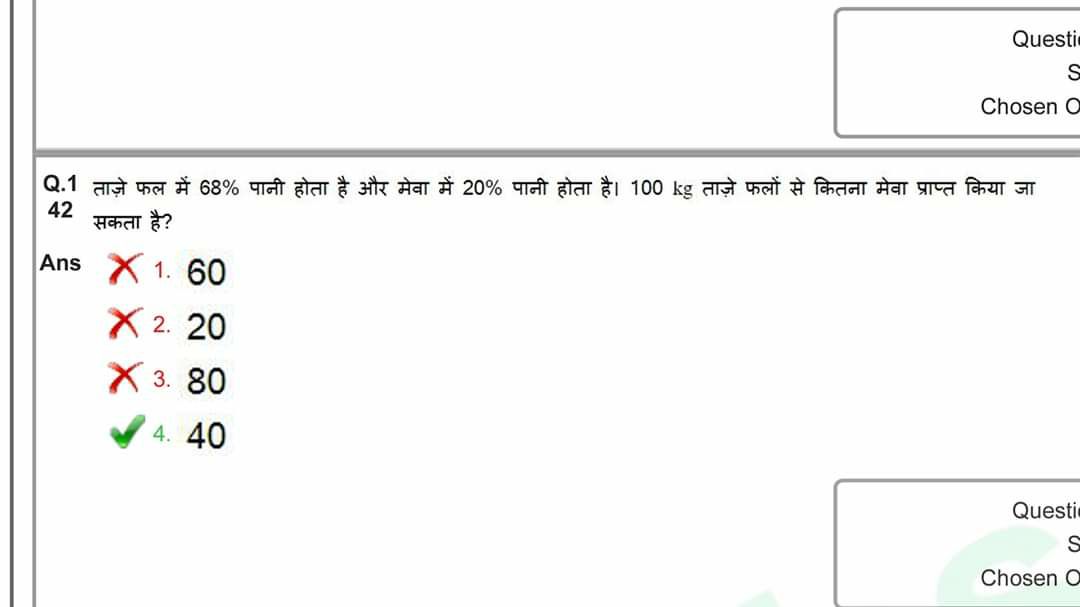 Questi
S
Chosen O
Q.1 ताज़े फल में 68% पानी होता है और मेवा में 20% पानी होता है। 100 kg ताज़े फलों से कितना मेवा प्राप्त किया जा
42 सकता है?
Ans 1. 60
2. 20
3. 80
4. 40
Questi
S
Chosen O